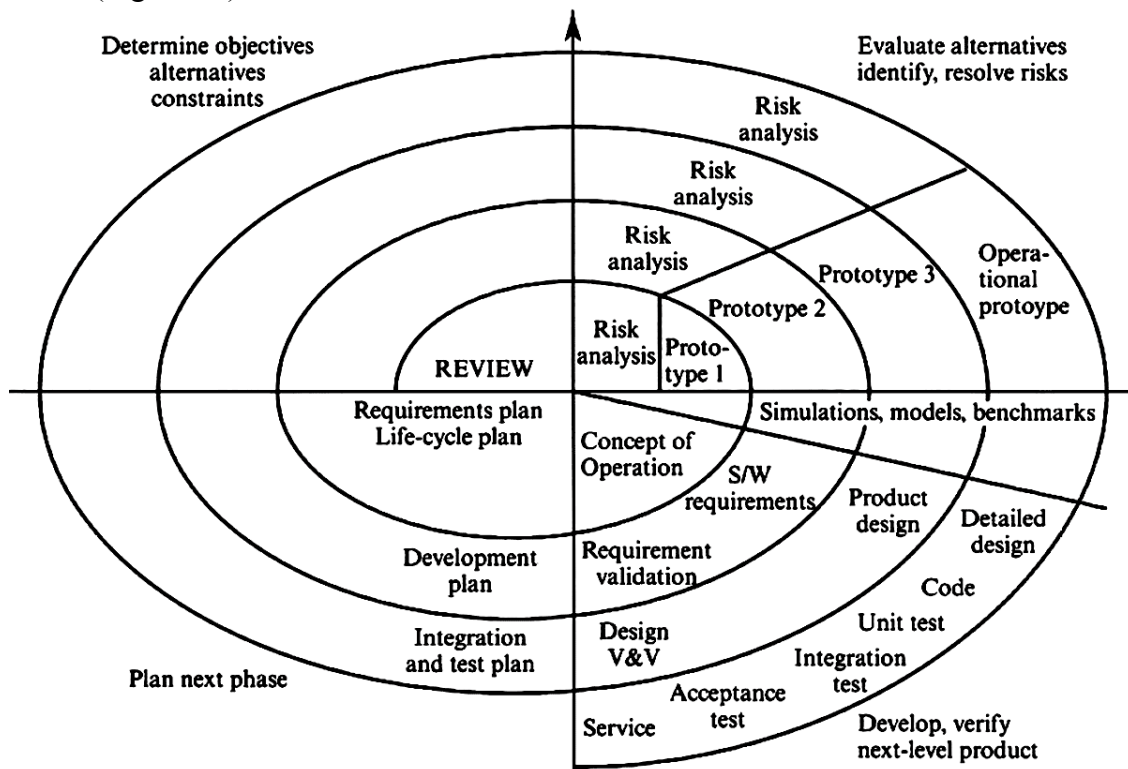 Determine objectives
alternatives
constraints
Evaluate alternatives
identify, resolve risks
Risk
analysis
Risk
analysis
Risk
analysis
Opera-
tional
protoype
Prototype 3
Prototype 2
Risk
analysis
Proto-
type 1
REVIEW
Requirements plan
Life-cycle plan
Simulations, models, benchmarks
Concept of
Operation
S/W
requirements
Product
design
Detailed
design
Development
plan
Requirement
validation
Code
Unit test
Integration
and test plan
Design
V&V
Integration
test
Plan next phase
Acceptance
test
Service
Develop, verify
next-level product